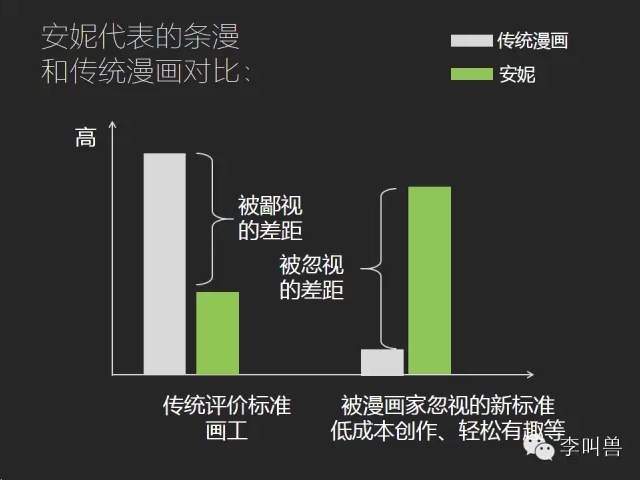 安妮代表的条漫
和传统漫画对比：
传统漫画
安妮
高
被鄙视
的差距
被忽视
的差距
传统评价标准
画工
被漫画家忽视的新标准
低成本创作、轻松有趣等
李叫兽